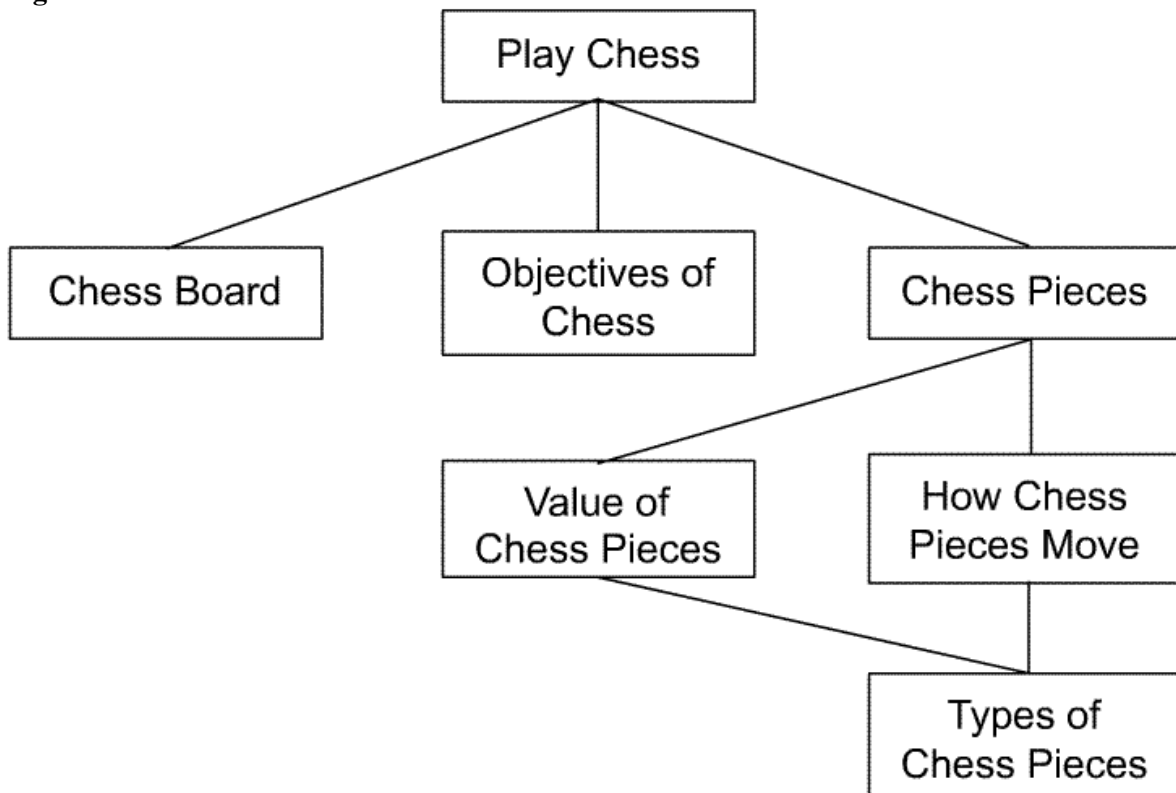 Play Chess
Chess Board
Objectives of
Chess
Chess Pieces
Value of
Chess Pieces
How Chess
Pieces Move
Types of
Chess Pieces